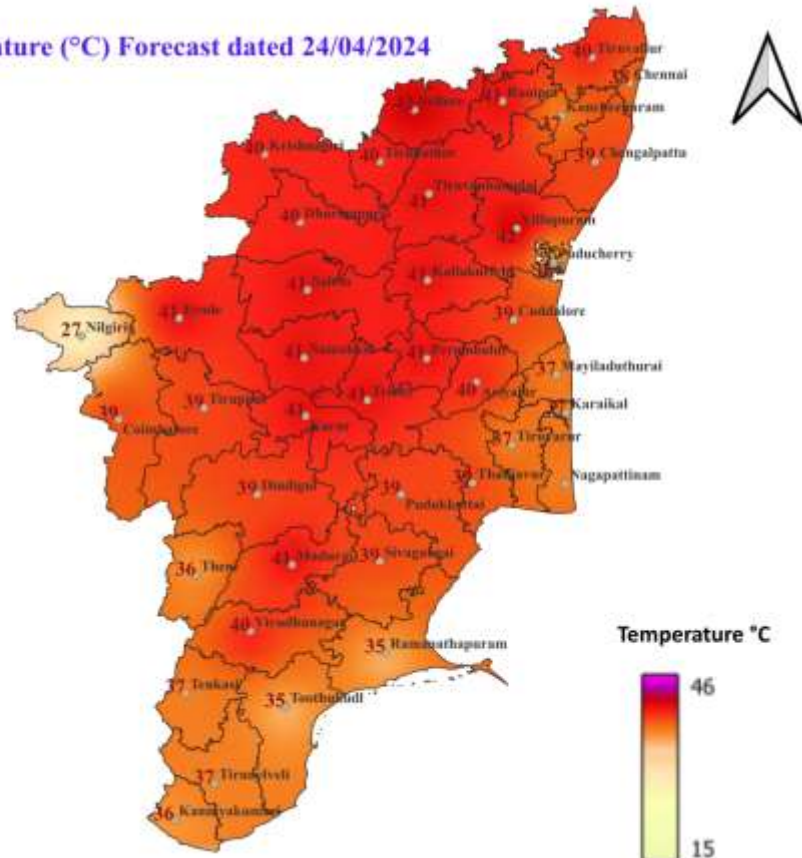 ture (°C) Forecast dated 24/04/2024
40 Tiruvallur
38 Chennai
41 Ranipet
Kancheepuram
37
Vellore
40 Krishnagiri
40 Tirupathur
39 Chengalpattu
Tiruvannamalai
41
40 Dharmapuri
Villupuram
42
Puducherry
41 Salem
41 Kallakurichi
41 Erode
39 Cuddalore
27 Nilgiris
41 Namakkal
41 Perambalur
37 Mayiladuthurai
39 Tiruppur
41 Trichy
40 Ariyalur
39
Coimbatore
41
Karur
Karaikal
37 Tiruvarur
39 Dindigul
39
Pudukkottai
39 Thanjavur
Nagapattinam
36 Theni
41 Madurai
39 Sivagangai
40 Virudhunagar
35 Ramanathapuram
37 Tenkasi
35 Toothukudi
37 Tirunelveli
36 Kanniyakumari
Temperature °C
46
15